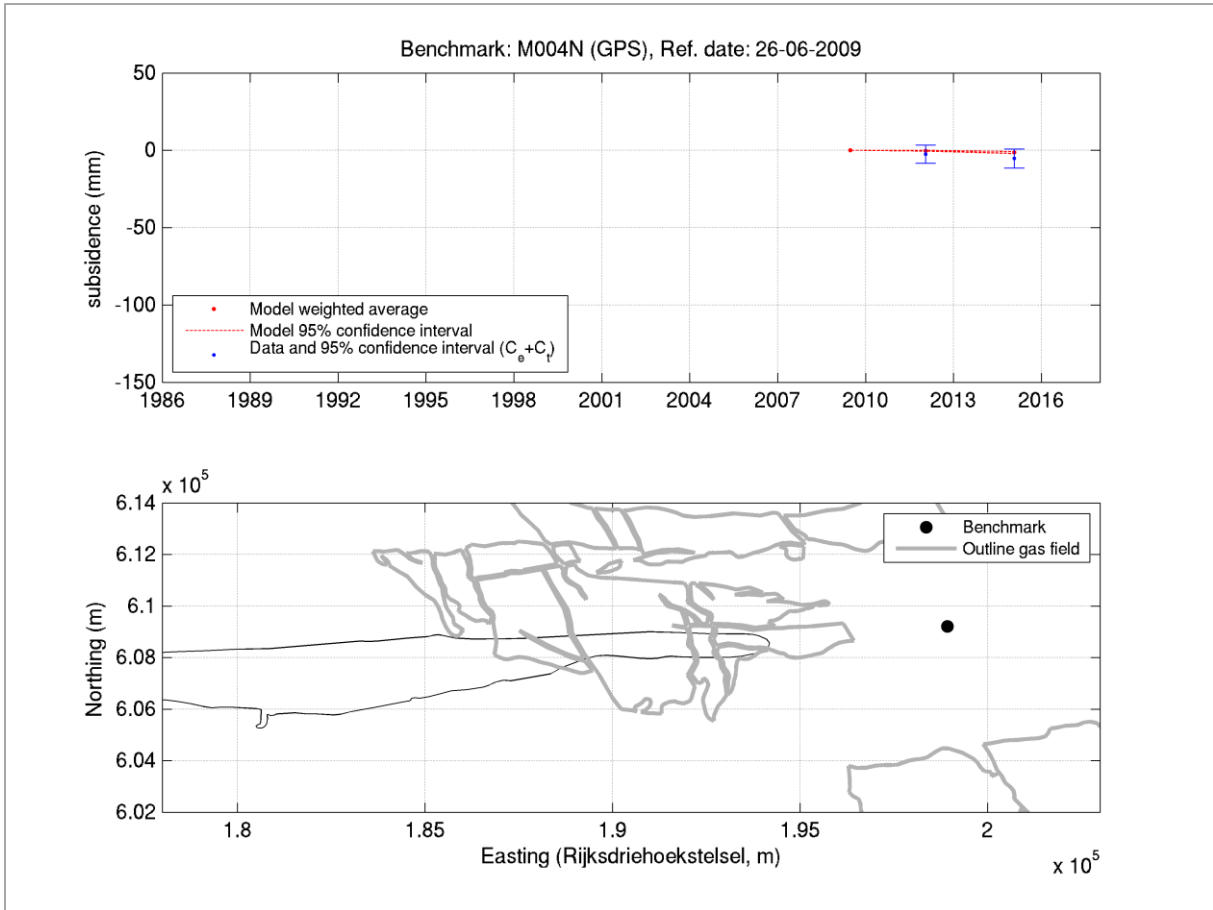 Benchmark: M004N (GPS), Ref. date: 26-06-2009
50
0
-50
-100
-150
subsidence (mm)
Model weighted average
Model 95% confidence interval
Data and 95% confidence interval (C_e+C_t)
1986 1989 1992 1995 1998 2001 2004 2007 2010 2013 2016
x 10^5
6.14
6.12
6.1
6.08
6.06
6.04
6.02
Northing (m)
Benchmark
Outline gas field
1.8 1.85 1.9 1.95 2
Easting (Rijksdriehoekstelsel, m)
x 10^5